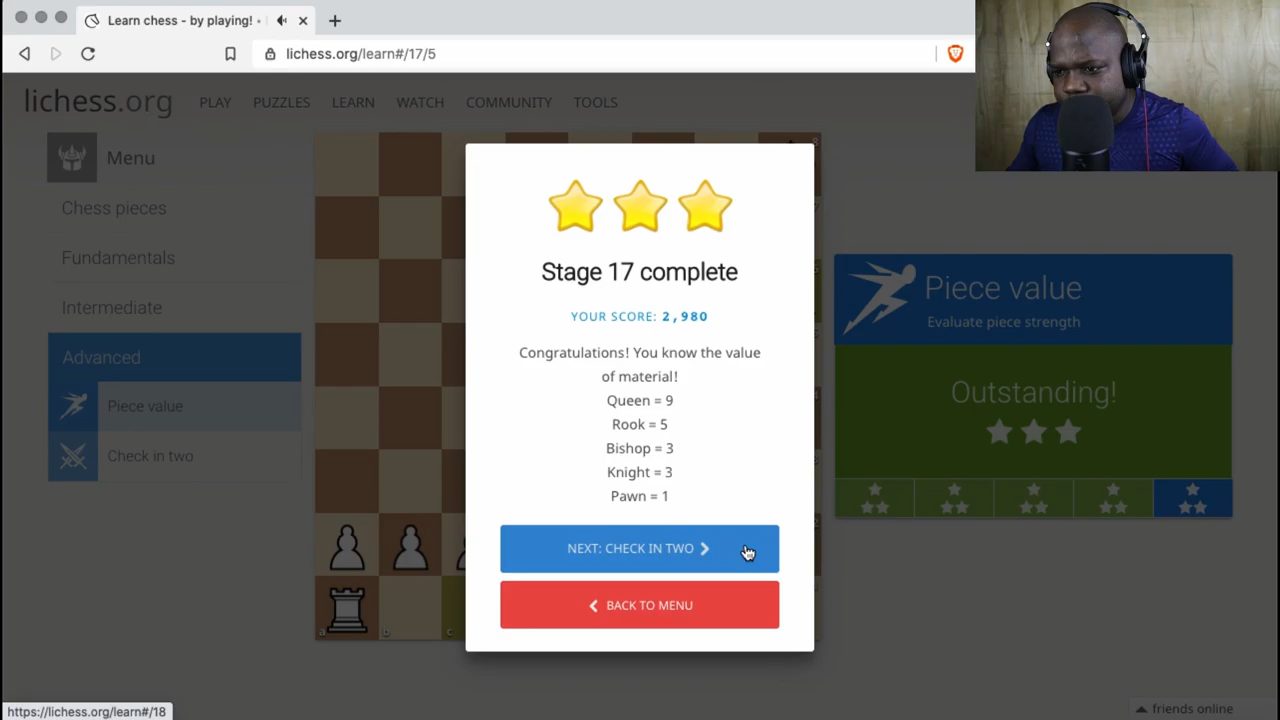 Learn chess - by playing! •
lichess.org/learn#/17/5
lichess.org
PLAY
PUZZLES
LEARN
WATCH
COMMUNITY
TOOLS
Menu
Chess pieces
Fundamentals
Intermediate
Advanced
Piece value
Check in two
Stage 17 complete
YOUR SCORE: 2,980
Congratulations! You know the value
of material!
Queen = 9
Rook = 5
Bishop = 3
Knight = 3
Pawn = 1
NEXT: CHECK IN TWO
BACK TO MENU
Piece value
Evaluate piece strength
Outstanding!
a
b
c
https://lichess.org/learn#/18
friends online